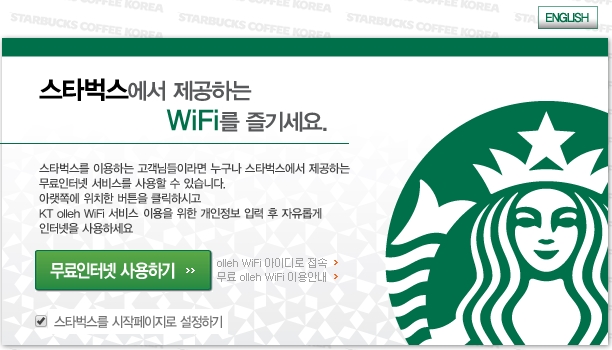 STARBUCKS COFFEE KOREA STARBUCKS COFFEE KOREA
ENGLISH
스타벅스에서 제공하는
WiFi를 즐기세요.
스타벅스를 이용하는 고객님들이라면 누구나 스타벅스에서 제공하는
무료인터넷 서비스를 사용할 수 있습니다.
아랫쪽에 위치한 버튼을 클릭하시고
KT olleh WiFi 서비스 이용을 위한 개인정보 입력 후 자유롭게
인터넷을 사용하세요
무료인터넷 사용하기 >>
olleh WiFi 아이디로 접속 >
무료 olleh WiFi 이용안내 >
스타벅스를 시작페이지로 설정하기